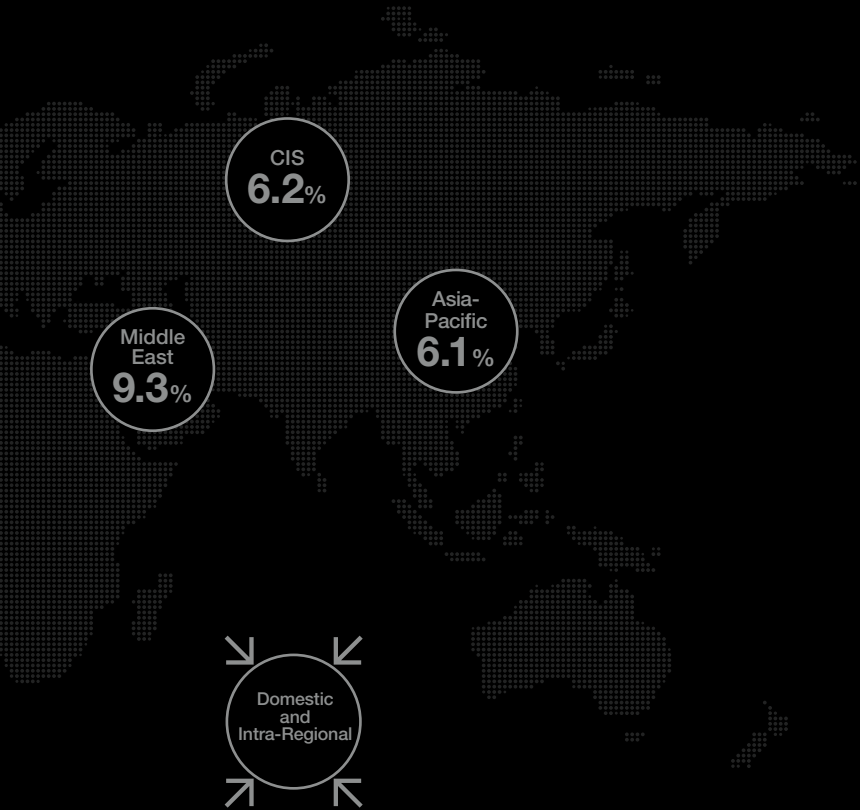 CIS
6.2%
Asia-
Pacific
6.1%
Middle
East
9.3%
Domestic
and
Intra-Regional